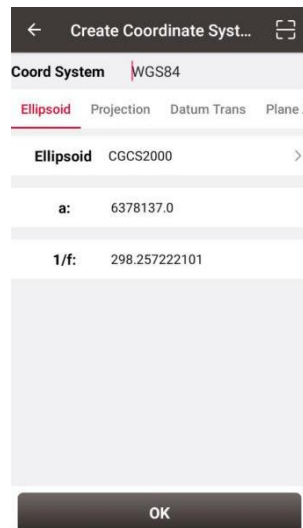 Create Coordinate Syst...
Coord System WGS84
Ellipsoid Projection Datum Trans Plane
Ellipsoid CGCS2000
a: 6378137.0
1/f: 298.257222101
OK